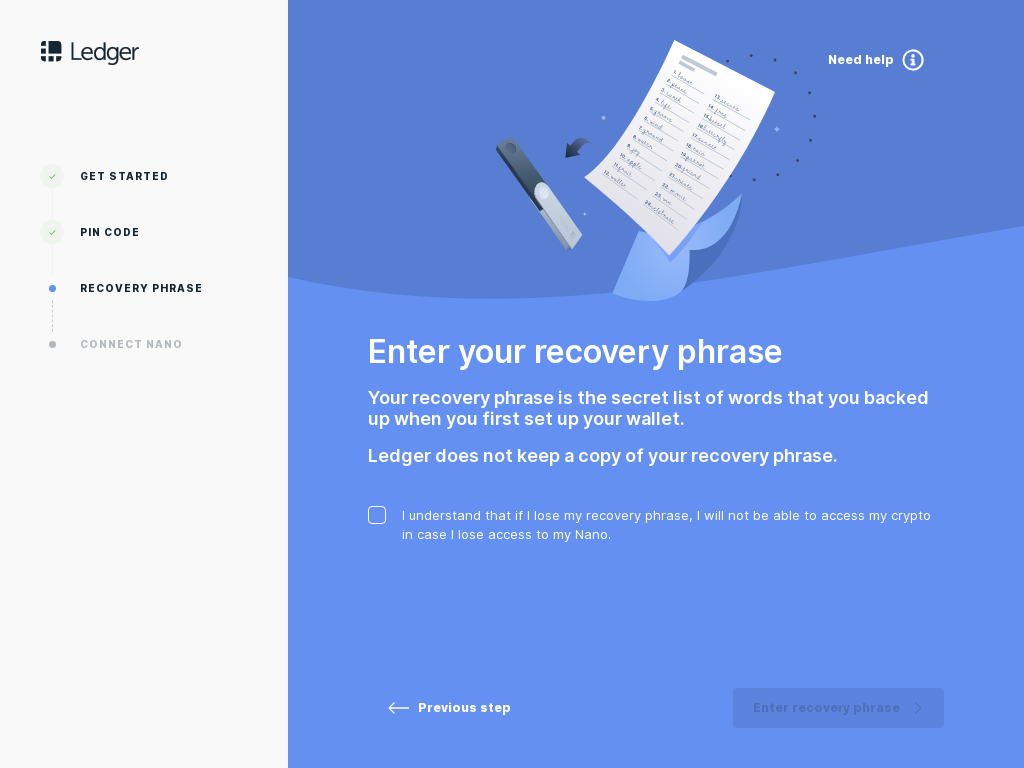 Ledger
Need help
GET STARTED
PIN CODE
RECOVERY PHRASE
CONNECT NANO
Enter your recovery phrase
Your recovery phrase is the secret list of words that you backed
up when you first set up your wallet.
Ledger does not keep a copy of your recovery phrase.
I understand that if I lose my recovery phrase, I will not be able to access my crypto
in case I lose access to my Nano.
Previous step
Enter recovery phrase